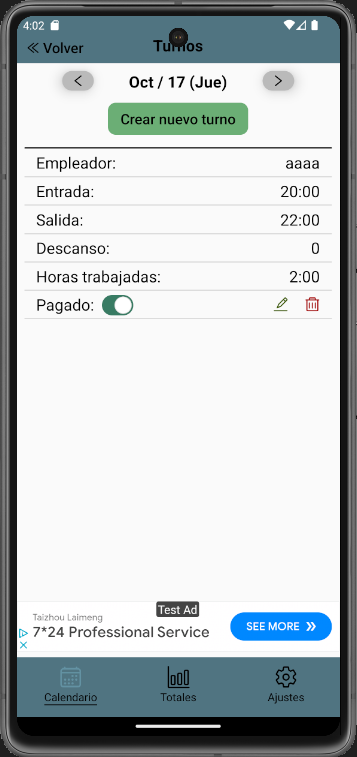 4:02
Volver
Turnos
Oct / 17 (Jue)
Crear nuevo turno
Empleador: aaaa
Entrada: 20:00
Salida: 22:00
Descanso: 0
Horas trabajadas: 2:00
Pagado:
Test Ad
Taizhou Laimeng
7*24 Professional Service
SEE MORE
Calendario Totales Ajustes